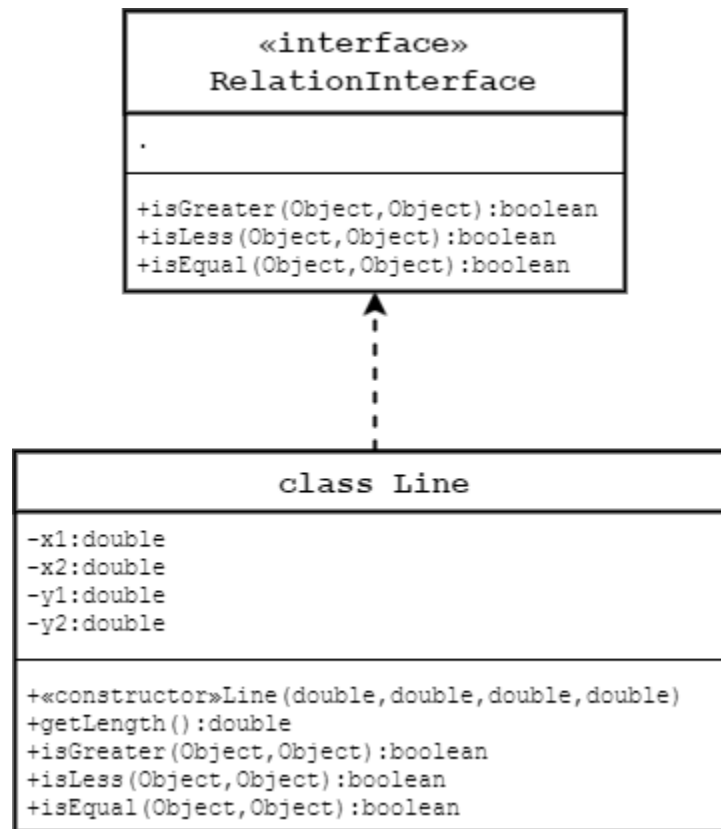 «interface»
RelationInterface
.
+isGreater(Object,Object):boolean
+isLess(Object,Object):boolean
+isEqual(Object,Object):boolean
class Line
-x1:double
-x2:double
-y1:double
-y2:double
+«constructor»Line(double,double,double,double)
+getLength():double
+isGreater(Object,Object):boolean
+isLess(Object,Object):boolean
+isEqual(Object,Object):boolean